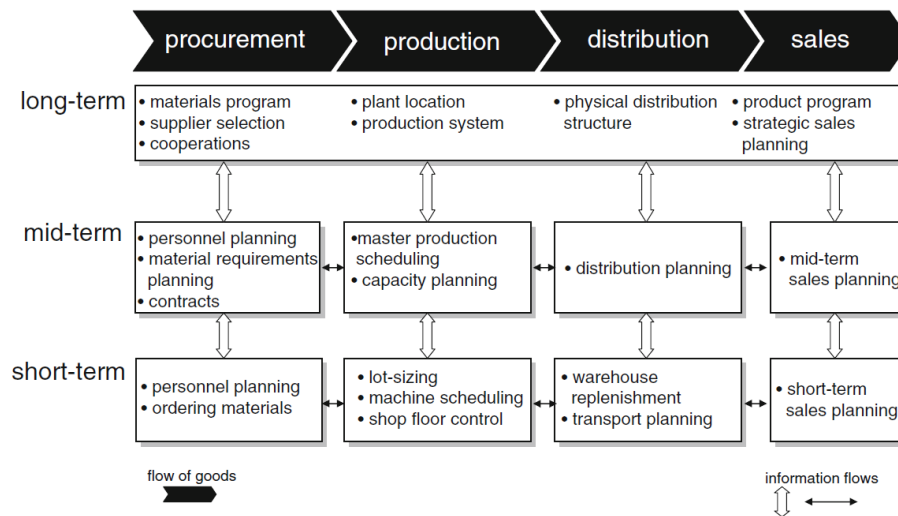 procurement
production
distribution
sales
long-term
• materials program
• supplier selection
• cooperations
• plant location
• production system
• physical distribution
structure
• product program
• strategic sales
planning
mid-term
• personnel planning
• material requirements
planning
• contracts
•master production
scheduling
• capacity planning
• distribution planning
• mid-term
sales planning
short-term
• personnel planning
• ordering materials
• lot-sizing
• machine scheduling
• shop floor control
• warehouse
replenishment
• transport planning
• short-term
sales planning
flow of goods
information flows